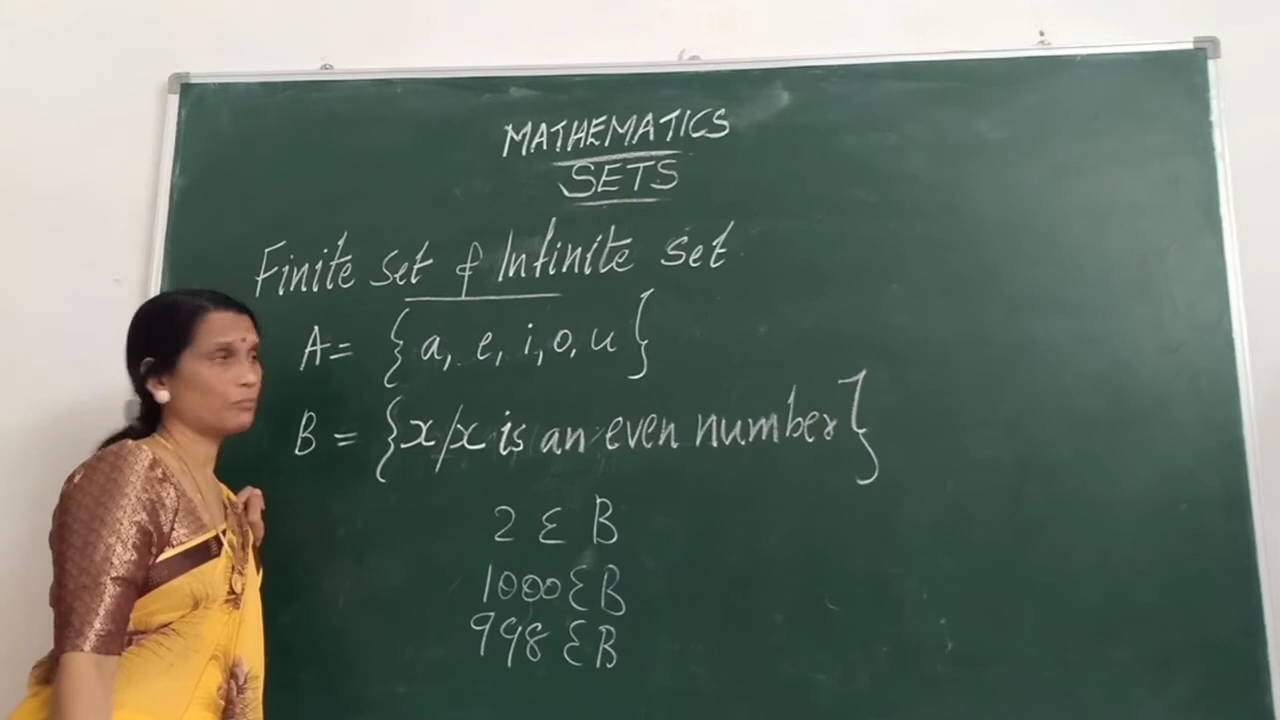 MATHEMATICS
SETS
Finite set & Infinite set
A = { a, e, i, o, u }
B = {x/x is an even number}
2 ε B
1000 ε B
998 ε B